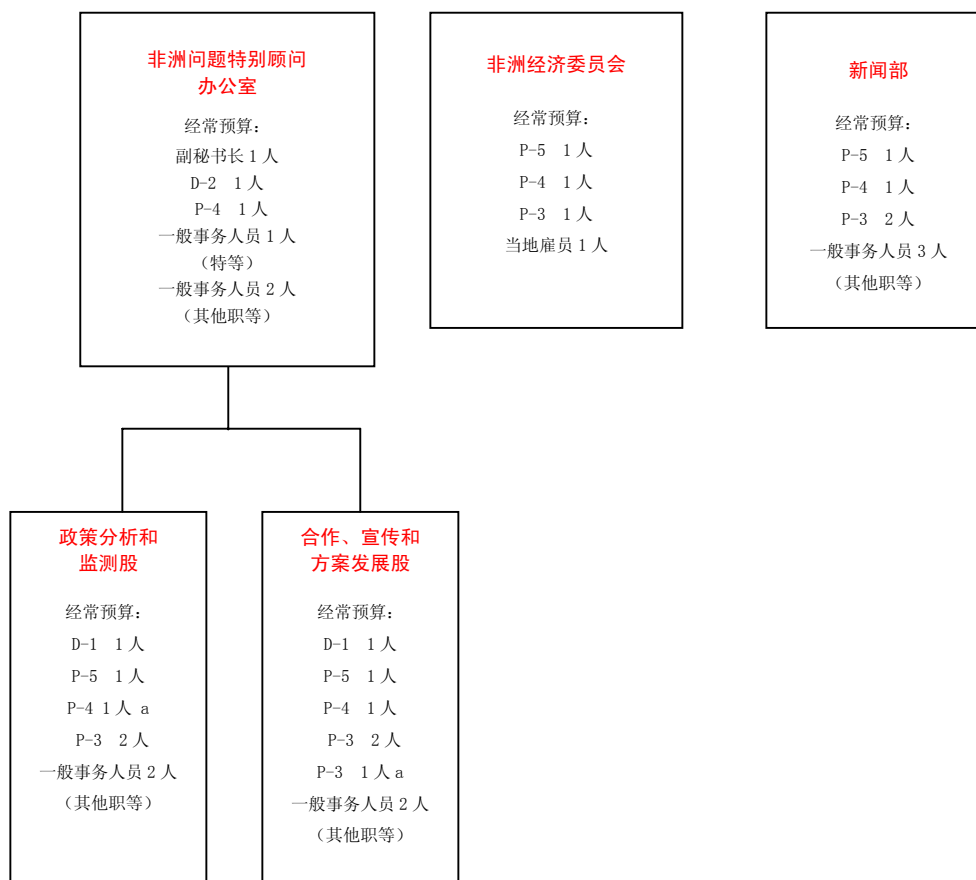 非洲问题特别顾问
办公室
经常预算:
副秘书长 1 人
D-2 1 人
P-4 1 人
一般事务人员 1 人
（特等）
一般事务人员 2 人
（其他职等）
非洲经济委员会
经常预算:
P-5 1 人
P-4 1 人
P-3 1 人
当地雇员 1 人
新闻部
经常预算:
P-5 1 人
P-4 1 人
P-3 2 人
一般事务人员 3 人
（其他职等）
政策分析和
监测股
经常预算:
D-1 1 人
P-5 1 人
P-4 1 人 a
P-3 2 人
一般事务人员 2 人
（其他职等）
合作、宣传和
方案发展股
经常预算:
D-1 1 人
P-5 1 人
P-4 1 人
P-3 2 人
P-3 1 人 a
一般事务人员 2 人
（其他职等）